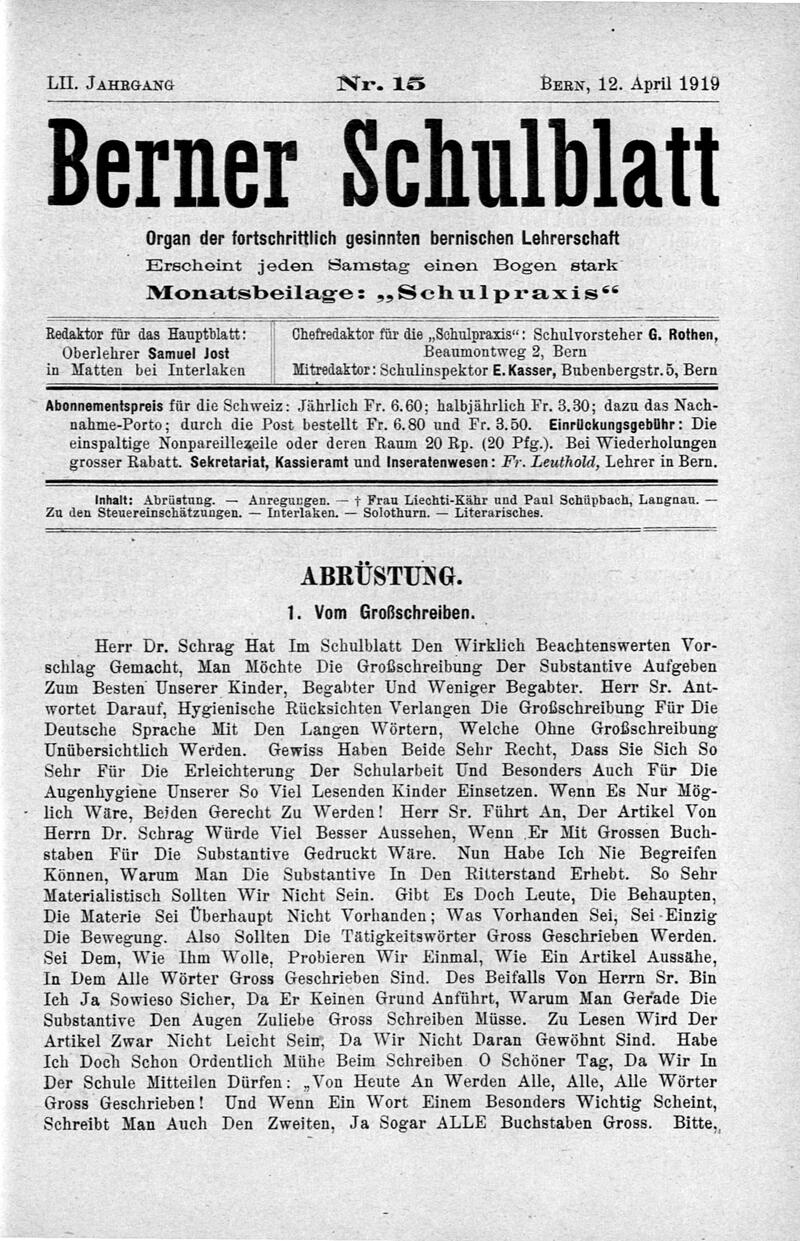 LII. JAHRGANG Nr. 15 BERN, 12. April 1919
Berner Schulblatt
Organ der fortschrittlich gesinnten bernischen Lehrerschaft
Erscheint jeden Samstag einen Bogen stark
Monatsbeilage: „Schulpraxis“
Redaktor für das Hauptblatt:
Oberlehrer Samuel Jost
in Matten bei Interlaken
Chefredaktor für die „Schulpraxis“: Schulvorsteher G. Rothen,
Beaumontweg 2, Bern
Mitredaktor: Schulinspektor E. Kasser, Bubenbergstr. 5, Bern
Abonnementspreis für die Schweiz: Jährlich Fr. 6.60; halbjährlich Fr. 3.30; dazu das Nach-
nahme-Porto; durch die Post bestellt Fr. 6.80 und Fr. 3.50. Einrückungsgebühr: Die
einspaltige Nonpareillezeile oder deren Raum 20 Rp. (20 Pfg.). Bei Wiederholungen
grosser Rabatt. Sekretariat, Kassieramt und Inseratenwesen: Fr. Leuthold, Lehrer in Bern.
Inhalt: Abrüstung. — Anregungen. — † Frau Liechti-Kähr und Paul Schüpbach, Langnau. —
Zu den Steuereinschätzungen. — Interlaken. — Solothurn. — Literarisches.
ABRÜSTUNG.
1. Vom Großschreiben.
Herr Dr. Schrag Hat Im Schulblatt Den Wirklich Beachtenswerten Vor-
schlag Gemacht, Man Möchte Die Großschreibung Der Substantive Aufgeben
Zum Besten Unserer Kinder, Begabter Und Weniger Begabter. Herr Sr. Ant-
wortet Darauf, Hygienische Rücksichten Verlangen Die Großschreibung Für Die
Deutsche Sprache Mit Den Langen Wörtern, Welche Ohne Großschreibung
Unübersichtlich Werden. Gewiss Haben Beide Sehr Recht, Dass Sie Sich So
Sehr Für Die Erleichterung Der Schularbeit Und Besonders Auch Für Die
Augenhygiene Unserer So Viel Lesenden Kinder Einsetzen. Wenn Es Nur Mög-
lich Wäre, Beiden Gerecht Zu Werden! Herr Sr. Führt An, Der Artikel Von
Herrn Dr. Schrag Würde Viel Besser Aussehen, Wenn Er Mit Grossen Buch-
staben Für Die Substantive Gedruckt Wäre. Nun Habe Ich Nie Begreifen
Können, Warum Man Die Substantive In Den Ritterstand Erhebt. So Sehr
Materialistisch Sollten Wir Nicht Sein. Gibt Es Doch Leute, Die Behaupten,
Die Materie Sei Überhaupt Nicht Vorhanden; Was Vorhanden Sei, Sei Einzig
Die Bewegung. Also Sollten Die Tätigkeitswörter Gross Geschrieben Werden.
Sei Dem, Wie Ihm Wolle, Probieren Wir Einmal, Wie Ein Artikel Aussähe,
In Dem Alle Wörter Gross Geschrieben Sind. Des Beifalls Von Herrn Sr. Bin
Ich Ja Sowieso Sicher, Da Er Keinen Grund Anführt, Warum Man Gerade Die
Substantive Den Augen Zuliebe Gross Schreiben Müsse. Zu Lesen Wird Der
Artikel Zwar Nicht Leicht Sein, Da Wir Nicht Daran Gewöhnt Sind. Habe
Ich Doch Schon Ordentlich Mühe Beim Schreiben. O Schöner Tag, Da Wir In
Der Schule Mitteilen Dürfen: „Von Heute An Werden Alle, Alle, Alle Wörter
Gross Geschrieben! Und Wenn Ein Wort Einem Besonders Wichtig Scheint,
Schreibt Man Auch Den Zweiten, Ja Sogar ALLE Buchstaben Gross. Bitte,